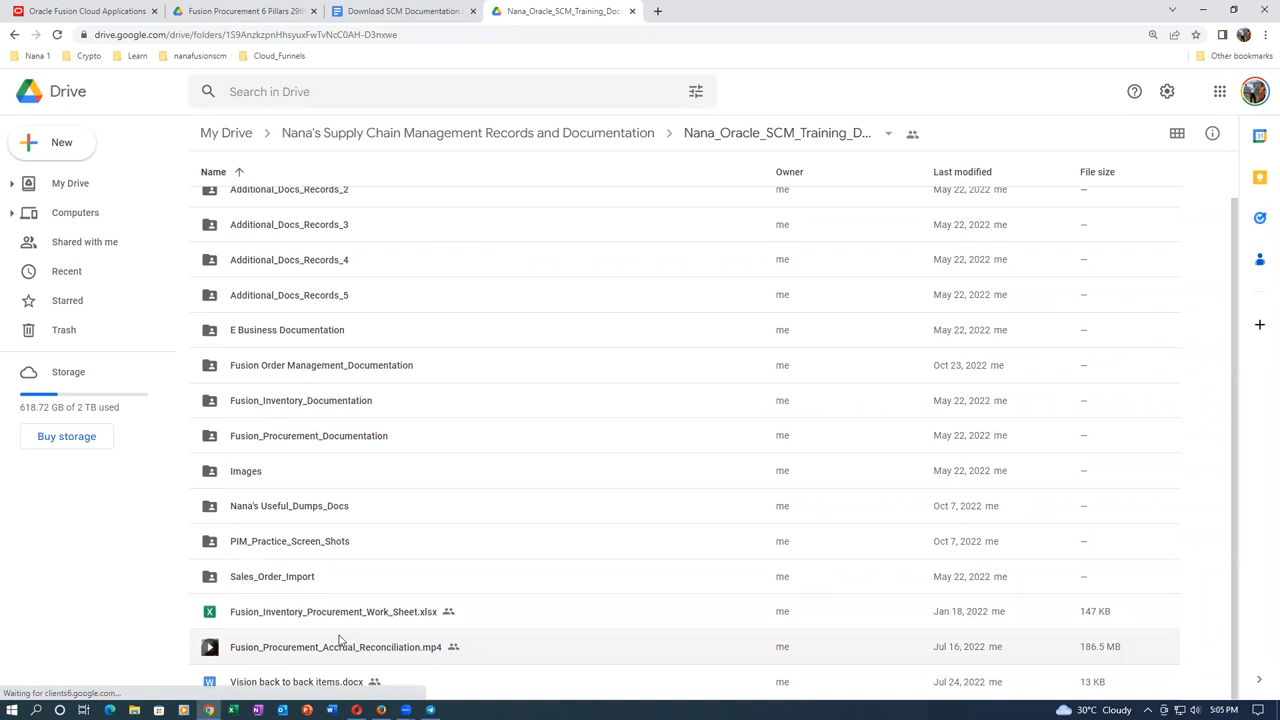 Oracle Fusion Cloud Applications
Fusion Procurement 6 Pillars 29th
Download SCM Documentation
Nana_Oracle_SCM_Training_Doc
drive.google.com/drive/folders/1S9AnzkzpnHhsyuxFwTvNcC0AH-D3nxwe
Nana 1
Crypto
Learn
nanafusionscm
Cloud_Funnels
Other bookmarks
Drive
Search in Drive
New
My Drive
Computers
Shared with me
Recent
Starred
Trash
Storage
618.72 GB of 2 TB used
Buy storage
My Drive > Nana's Supply Chain Management Records and Documentation > Nana_Oracle_SCM_Training_D...
Name Owner Last modified File size
Additional_Docs_Records_2 me May 22, 2022 me –
Additional_Docs_Records_3 me May 22, 2022 me –
Additional_Docs_Records_4 me May 22, 2022 me –
Additional_Docs_Records_5 me May 22, 2022 me –
E Business Documentation me May 22, 2022 me –
Fusion Order Management_Documentation me Oct 23, 2022 me –
Fusion_Inventory_Documentation me May 22, 2022 me –
Fusion_Procurement_Documentation me May 22, 2022 me –
Images me May 22, 2022 me –
Nana's Useful_Dumps_Docs me Oct 7, 2022 me –
PIM_Practice_Screen_Shots me Oct 7, 2022 me –
Sales_Order_Import me May 22, 2022 me –
Fusion_Inventory_Procurement_Work_Sheet.xlsx me Jan 18, 2022 me 147 KB
Fusion_Procurement_Accrual_Reconciliation.mp4 me Jul 16, 2022 me 186.5 MB
Vision back to back items.docx me Jul 24, 2022 me 13 KB
Waiting for clients6.google.com...
30°C Cloudy
5:05 PM